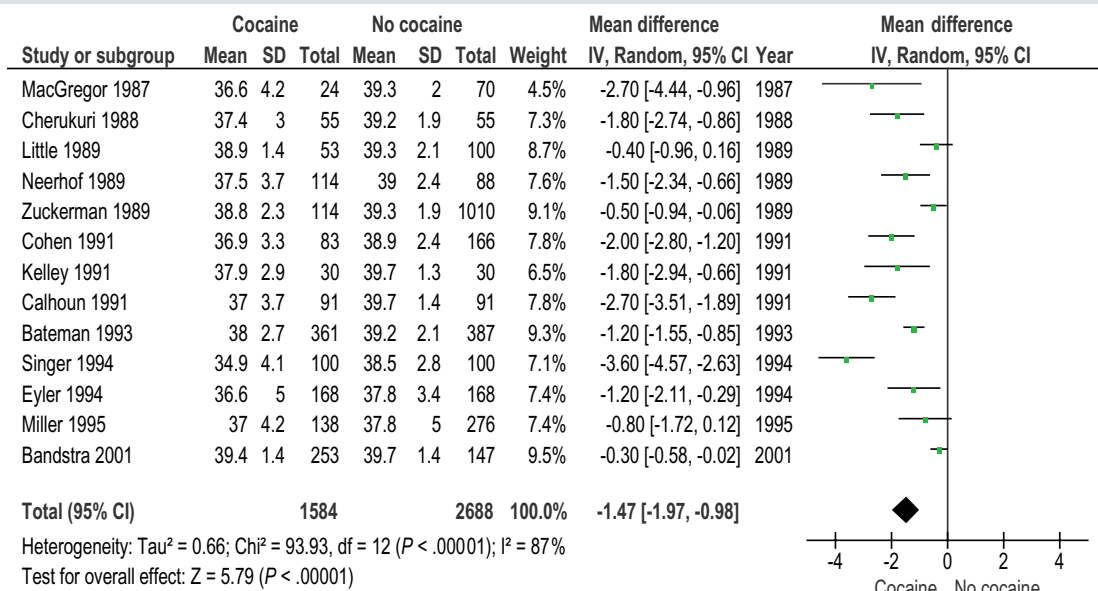 Cocaine No cocaine Mean difference Mean difference
Study or subgroup Mean SD Total Mean SD Total Weight IV, Random, 95% CI Year IV, Random, 95% CI
MacGregor 1987 36.6 4.2 24 39.3 2 70 4.5% -2.70 [-4.44, -0.96] 1987
Cherukuri 1988 37.4 3 55 39.2 1.9 55 7.3% -1.80 [-2.74, -0.86] 1988
Little 1989 38.9 1.4 53 39.3 2.1 100 8.7% -0.40 [-0.96, 0.16] 1989
Neerhof 1989 37.5 3.7 114 39 2.4 88 7.6% -1.50 [-2.34, -0.66] 1989
Zuckerman 1989 38.8 2.3 114 39.3 1.9 1010 9.1% -0.50 [-0.94, -0.06] 1989
Cohen 1991 36.9 3.3 83 38.9 2.4 166 7.8% -2.00 [-2.80, -1.20] 1991
Kelley 1991 37.9 2.9 30 39.7 1.3 30 6.5% -1.80 [-2.94, -0.66] 1991
Calhoun 1991 37 3.7 91 39.7 1.4 91 7.8% -2.70 [-3.51, -1.89] 1991
Bateman 1993 38 2.7 361 39.2 2.1 387 9.3% -1.20 [-1.55, -0.85] 1993
Singer 1994 34.9 4.1 100 38.5 2.8 100 7.1% -3.60 [-4.57, -2.63] 1994
Eyler 1994 36.6 5 168 37.8 3.4 168 7.4% -1.20 [-2.11, -0.29] 1994
Miller 1995 37 4.2 138 37.8 5 276 7.4% -0.80 [-1.72, 0.12] 1995
Bandstra 2001 39.4 1.4 253 39.7 1.4 147 9.5% -0.30 [-0.58, -0.02] 2001
Total (95% CI) 1584 2688 100.0% -1.47 [-1.97, -0.98]
Heterogeneity: Tau² = 0.66; Chi² = 93.93, df = 12 (P < .00001); I² = 87%
Test for overall effect: Z = 5.79 (P < .00001)
-4 -2 0 2 4
Cocaine No cocaine